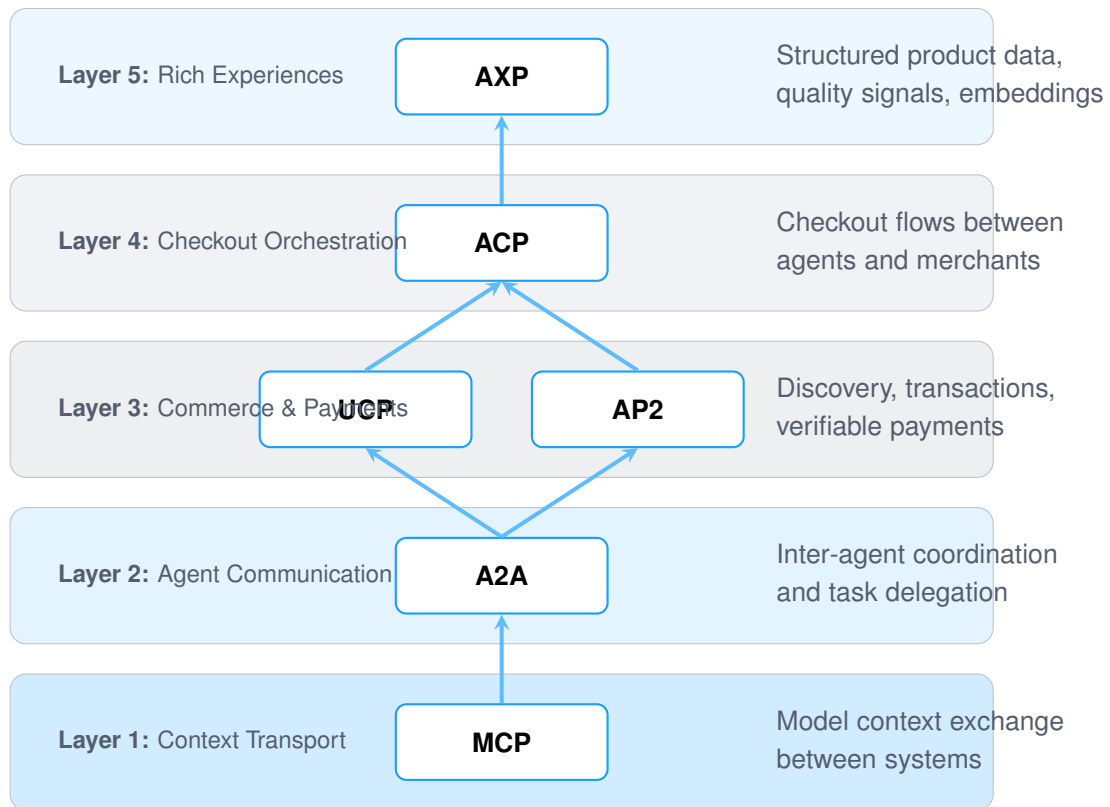 Layer 5: Rich Experiences
AXP
Structured product data,
quality signals, embeddings
Layer 4: Checkout Orchestration
ACP
Checkout flows between
agents and merchants
Layer 3: Commerce & Payments
UCP
AP2
Discovery, transactions,
verifiable payments
Layer 2: Agent Communication
A2A
Inter-agent coordination
and task delegation
Layer 1: Context Transport
MCP
Model context exchange
between systems